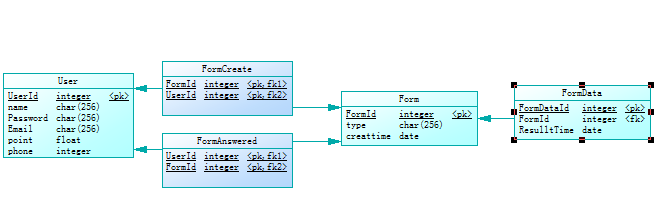 User
UserId integer <pk>
name char(256)
Password char(256)
Email char(256)
point float
phone integer
FormCreate
FormId integer <pk,fk1>
UserId integer <pk,fk2>
FormAnswered
UserId integer <pk,fk1>
FormId integer <pk,fk2>
Form
FormId integer <pk>
type char(256)
creattime date
FormData
FormDataId integer <pk>
FormId integer <fk>
ResulltTime date